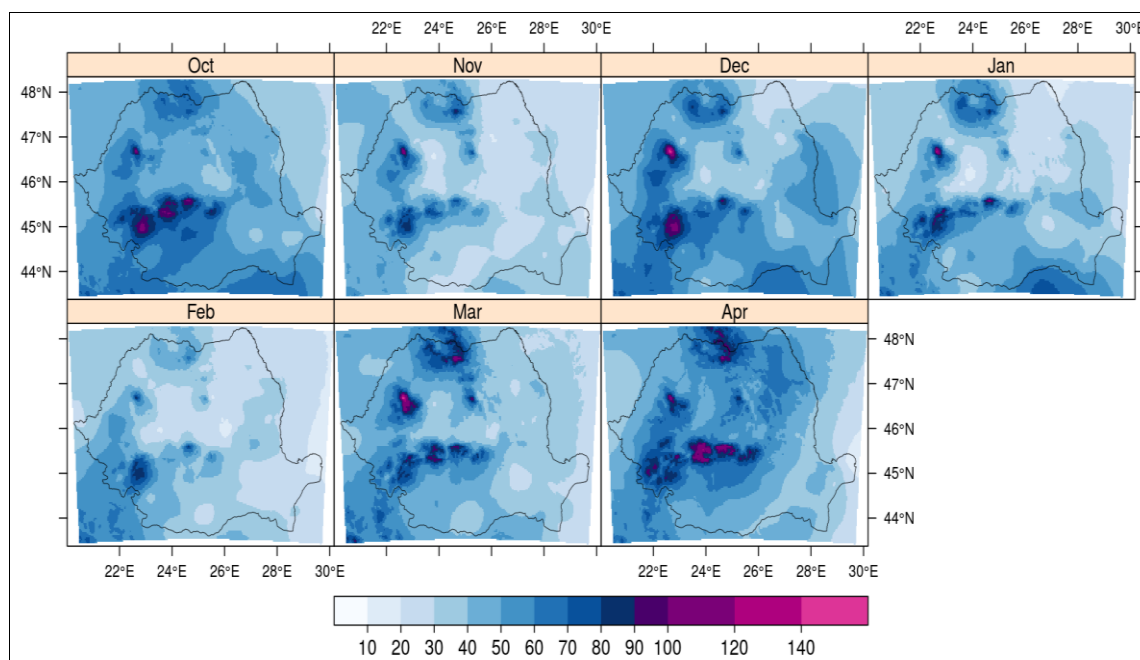 22°E 24°E 26°E 28°E 30°E 22°E 24°E 26°E 28°E 30°E
Oct Nov Dec Jan
48°N
47°N
46°N
45°N
44°N
Feb Mar Apr
48°N
47°N
46°N
45°N
44°N
22°E 24°E 26°E 28°E 30°E 22°E 24°E 26°E 28°E 30°E
10 20 30 40 50 60 70 80 90 100 120 140